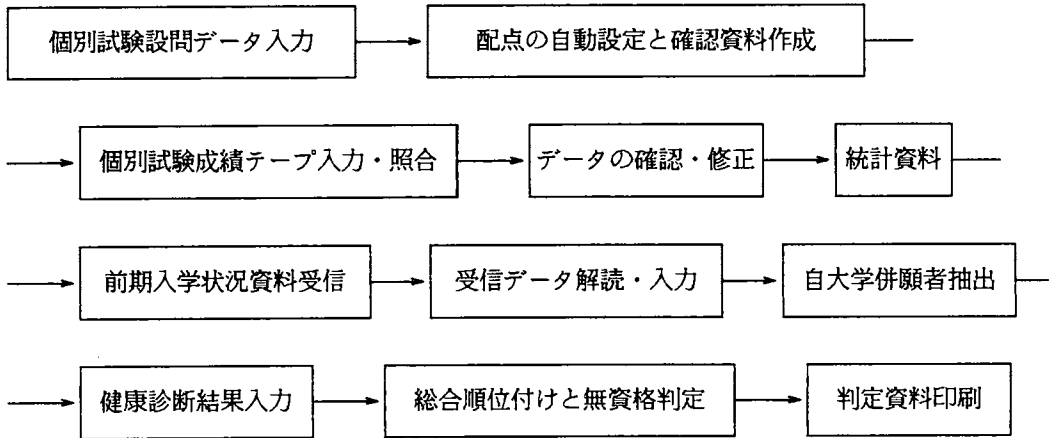 個別試験設問データ入力 配点の自動設定と確認資料作成
個別試験成績テープ入力・照合 データの確認・修正 統計資料
前期入学状況資料受信 受信データ解読・入力 自大学併願者抽出
健康診断結果入力 総合順位付けと無資格判定 判定資料印刷